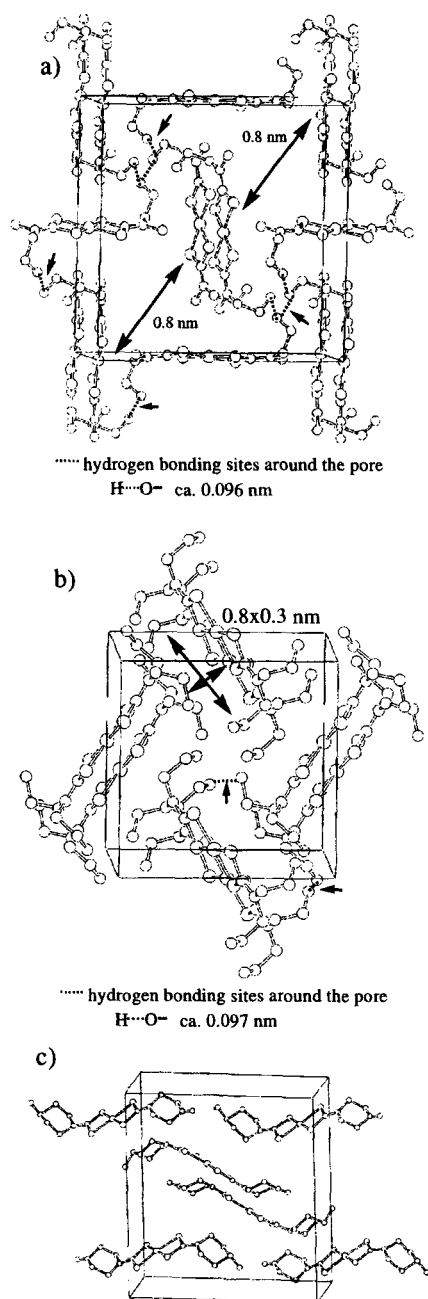 a)
0.8 nm
0.8 nm
······ hydrogen bonding sites around the pore
H····O– ca. 0.096 nm
b)
0.8x0.3 nm
······ hydrogen bonding sites around the pore
H····O– ca. 0.097 nm
c)